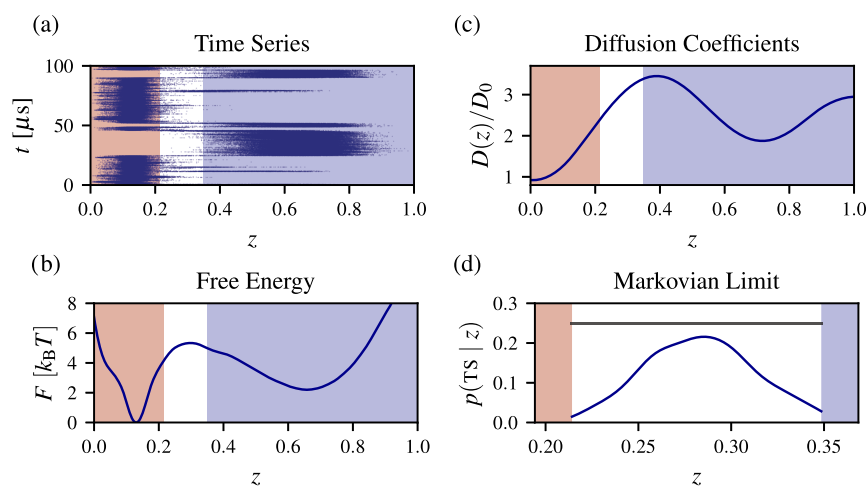 (a)
Time Series
100
50
0
t [μs]
0.0 0.2 0.4 0.6 0.8 1.0
z
(c)
Diffusion Coefficients
3
2
1
D(z)/D0
0.0 0.2 0.4 0.6 0.8 1.0
z
(b)
Free Energy
8
6
4
2
0
F [kBT]
0.0 0.2 0.4 0.6 0.8 1.0
z
(d)
Markovian Limit
0.3
0.2
0.1
0.0
p(TS | z)
0.20 0.25 0.30 0.35
z